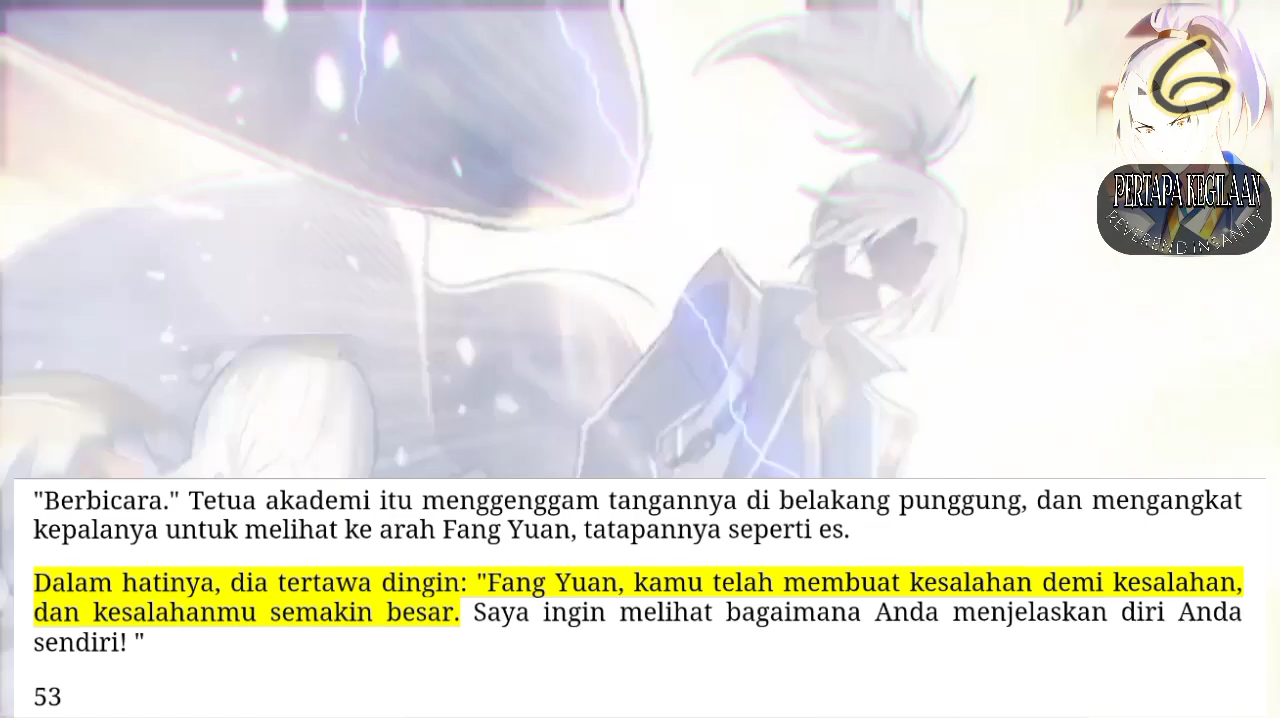 6
PERTAPA KEGILAAN
REVEREND INSANITY
"Berbicara." Tetua akademi itu menggenggam tangannya di belakang punggung, dan mengangkat
kepalanya untuk melihat ke arah Fang Yuan, tatapannya seperti es.
Dalam hatinya, dia tertawa dingin: "Fang Yuan, kamu telah membuat kesalahan demi kesalahan,
dan kesalahanmu semakin besar. Saya ingin melihat bagaimana Anda menjelaskan diri Anda
sendiri! "
53